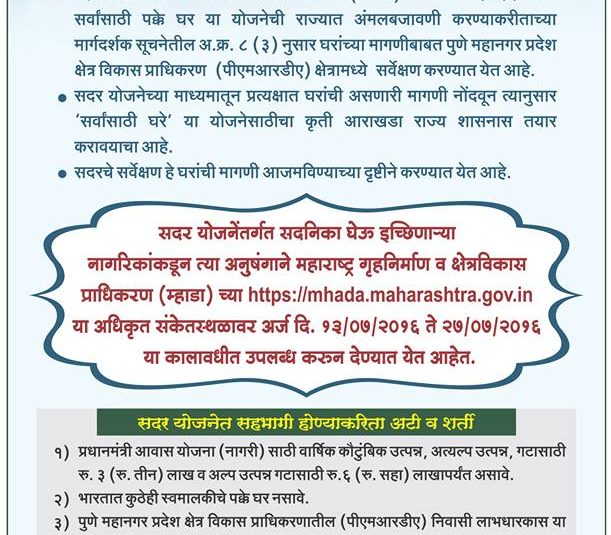 सर्वांसाठी पक्के घर या योजनेची राज्यात अंमलबजावणी करण्याकरीताच्या
मार्गदर्शक सूचनेतील अ.क्र. ८ (३) नुसार घरांच्या मागणीबाबत पुणे महानगर प्रदेश
क्षेत्र विकास प्राधिकरण (पीएमआरडीए) क्षेत्रामध्ये सर्वेक्षण करण्यात येत आहे.
• सदर योजनेच्या माध्यमातून प्रत्यक्षात घरांची असणारी मागणी नोंदवून त्यानुसार
'सर्वांसाठी घरे' या योजनेसाठीचा कृती आराखडा राज्य शासनास तयार
करावयाचा आहे.
• सदरचे सर्वेक्षण हे घरांची मागणी आजमविण्याच्या दृष्टीने करण्यात येत आहे.
सदर योजनेंतर्गत सदनिका घेऊ इच्छिणाऱ्या
नागरिकांकडून त्या अनुषंगाने महाराष्ट्र गृहनिर्माण व क्षेत्रविकास
प्राधिकरण (म्हाडा) च्या https://mhada.maharashtra.gov.in
या अधिकृत संकेतस्थळावर अर्ज दि. १३/०७/२०१६ ते २७/०७/२०१६
या कालावधीत उपलब्ध करुन देण्यात येत आहेत.
सदर योजनेत सहभागी होण्याकरिता अटी व शर्ती
१) प्रधानमंत्री आवास योजना (नागरी) साठी वार्षिक कौटुंबिक उत्पन्न, अत्यल्प उत्पन्न, गटासाठी
रु. ३ (रु. तीन) लाख व अल्प उत्पन्न गटासाठी रु.६ (रु. सहा) लाखापर्यंत असावे.
२) भारतात कुठेही स्वमालकीचे पक्के घर नसावे.
३) पुणे महानगर प्रदेश क्षेत्र विकास प्राधिकरणातील (पीएमआरडीए) निवासी लाभधारकास या